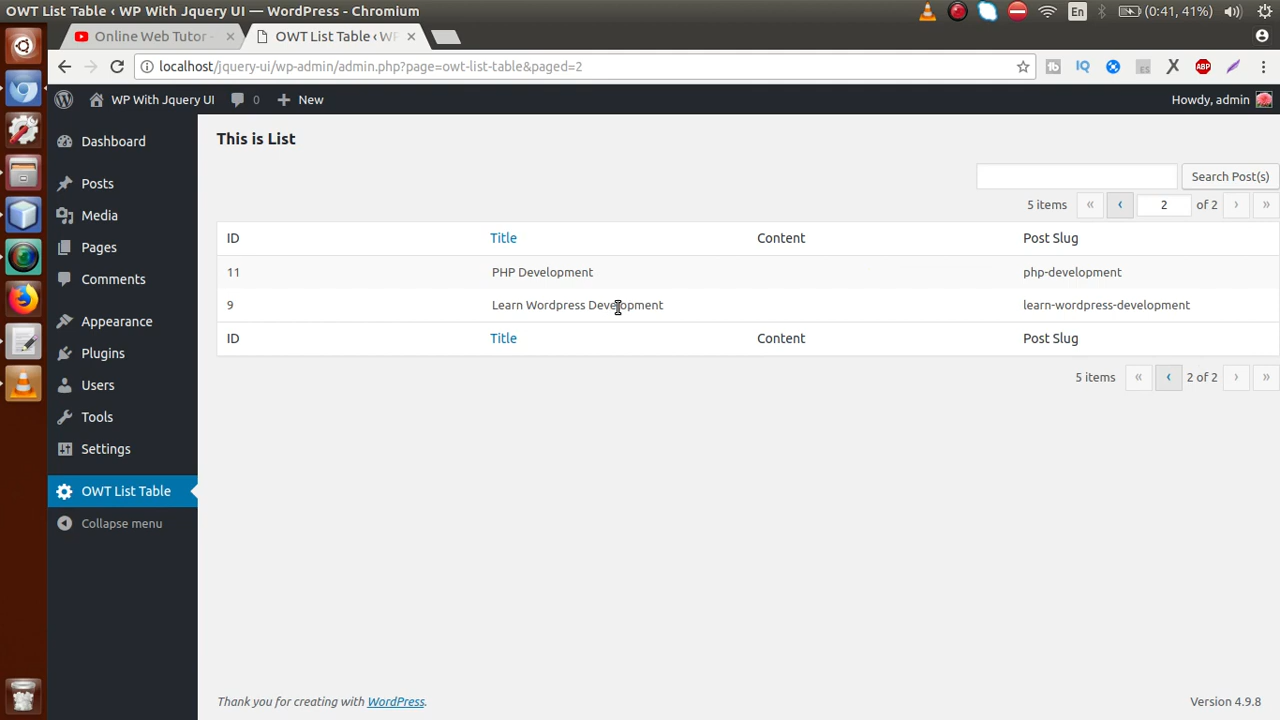 OWT List Table ‹ WP With Jquery UI — WordPress - Chromium
En
(0:41, 41%)
Online Web Tutor -
OWT List Table ‹ WP
localhost/jquery-ui/wp-admin/admin.php?page=owt-list-table&paged=2
IQ
ABP
WP With Jquery UI
0
New
Howdy, admin
Dashboard
Posts
Media
Pages
Comments
Appearance
Plugins
Users
Tools
Settings
OWT List Table
Collapse menu
This is List
Search Post(s)
5 items « ‹ 2 of 2 › »
ID Title Content Post Slug
11 PHP Development php-development
9 Learn Wordpress Development learn-wordpress-development
ID Title Content Post Slug
5 items « ‹ 2 of 2 › »
Thank you for creating with WordPress.
Version 4.9.8